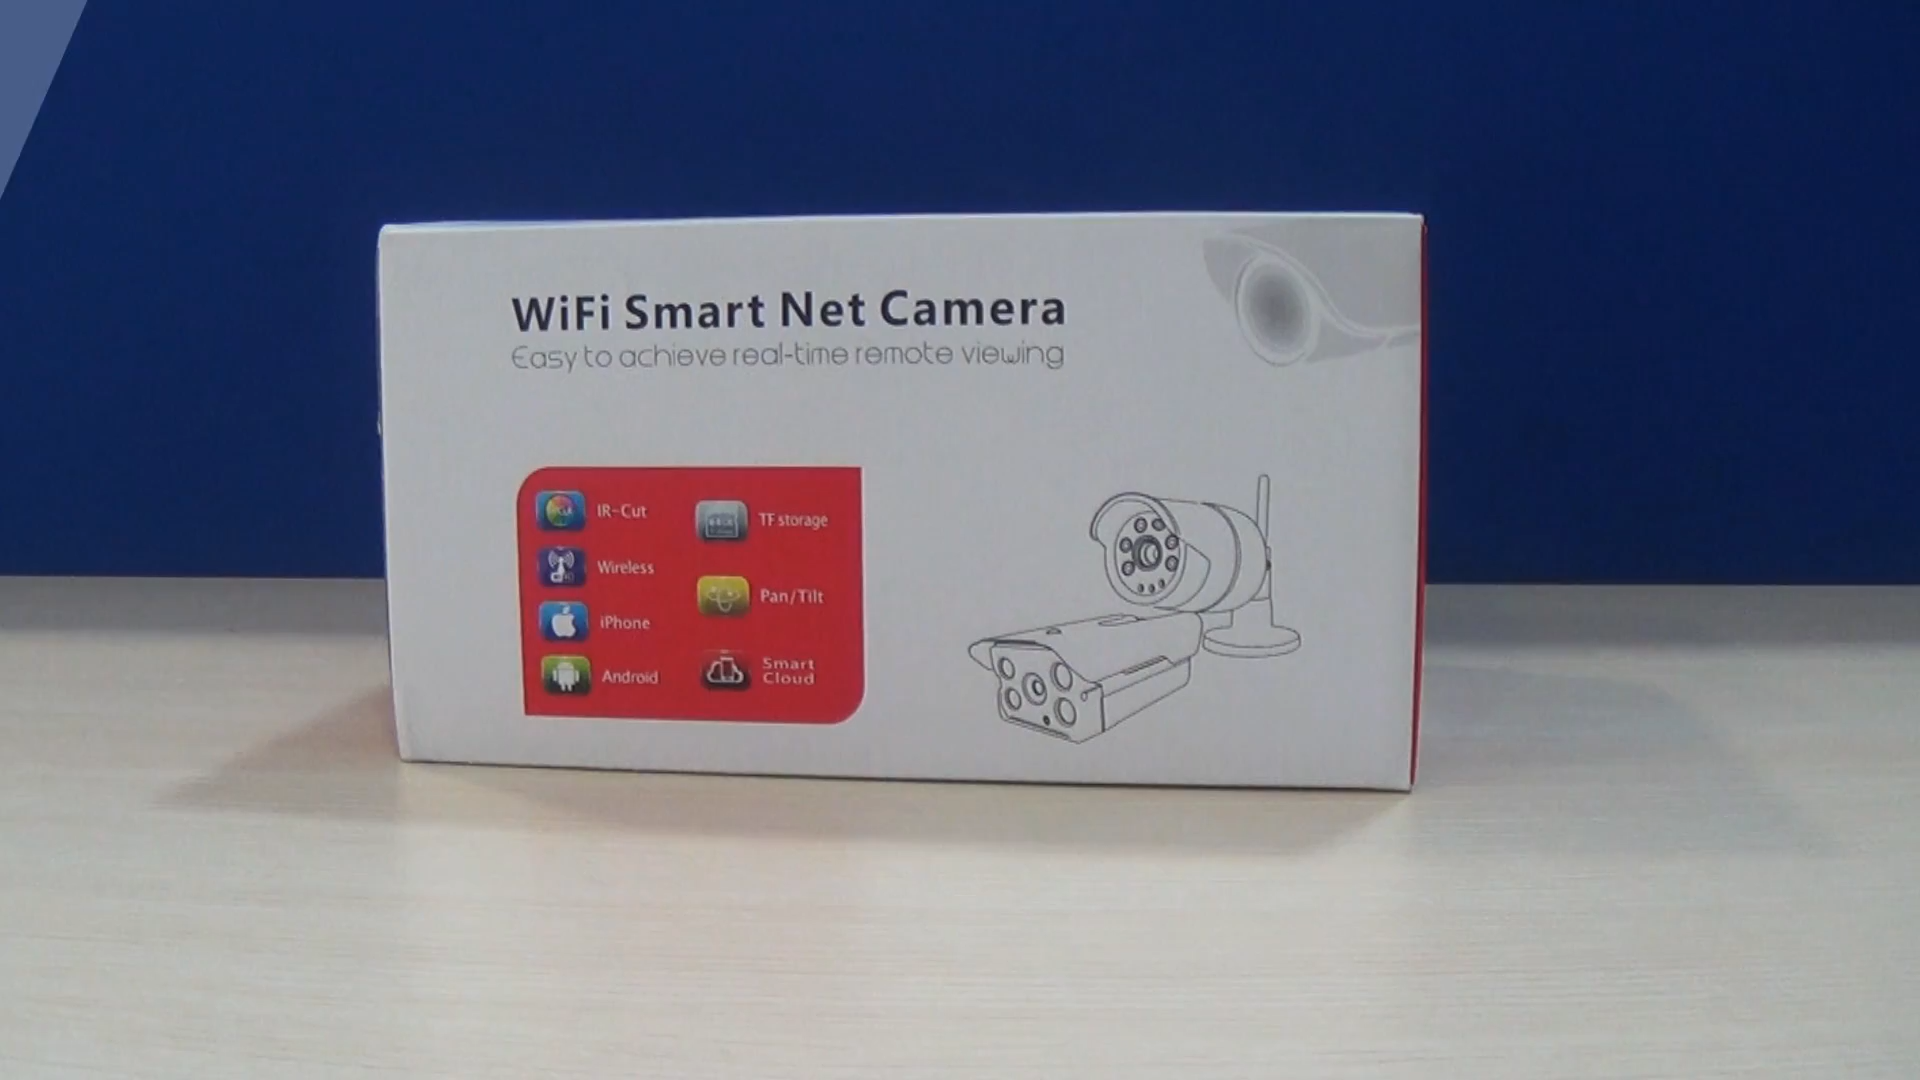 WiFi Smart Net Camera
Easy to achieve real-time remote viewing
IR-Cut
Wireless
iPhone
Android
TF storage
Pan/Tilt
Smart
Cloud